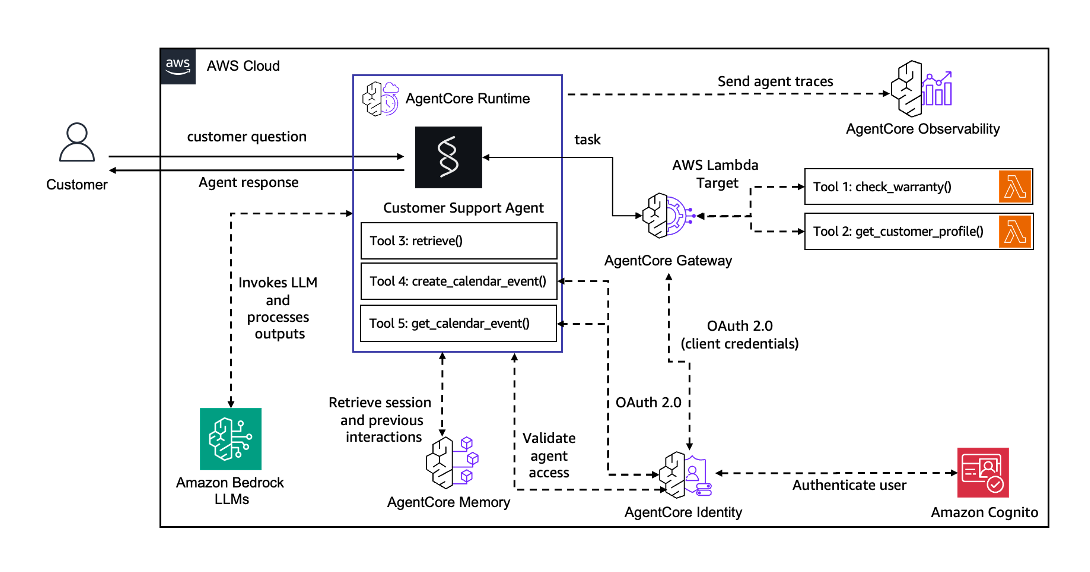 aws
AWS Cloud
AgentCore Runtime
Send agent traces
AgentCore Observability
customer question
Agent response
Customer
task
AWS Lambda
Target
Tool 1: check_warranty()
Tool 2: get_customer_profile()
Customer Support Agent
Tool 3: retrieve()
Tool 4: create_calendar_event()
Tool 5: get_calendar_event()
AgentCore Gateway
Invokes LLM
and
processes
outputs
OAuth 2.0
(client credentials)
Retrieve session
and previous
interactions
OAuth 2.0
Validate
agent
access
Amazon Bedrock
LLMs
AgentCore Memory
AgentCore Identity
Authenticate user
Amazon Cognito